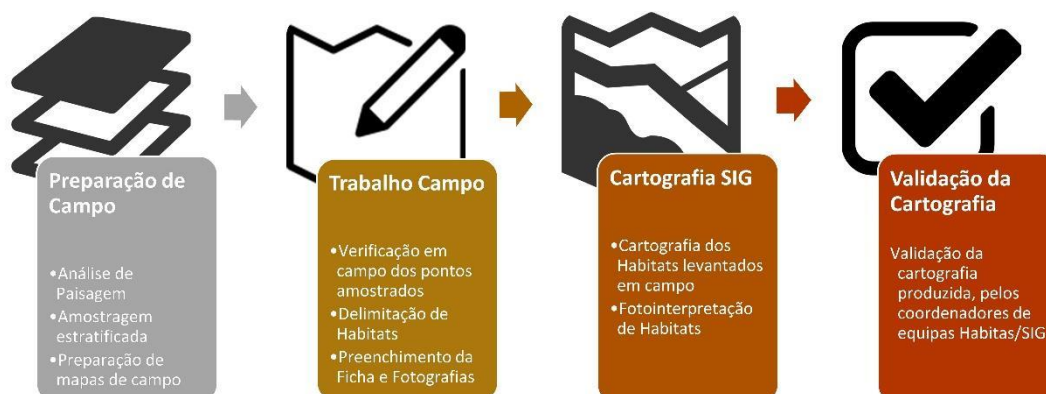 Preparação de
Campo
•Análise de
Paisagem
•Amostragem
estratificada
•Preparação de
mapas de campo
Trabalho Campo
•Verificação em
campo dos pontos
amostrados
•Delimitação de
Habitats
•Preenchimento da
Ficha e Fotografias
Cartografia SIG
•Cartografia dos
Habitats levantados
em campo
•Fotointerpretação
de Habitats
Validação da
Cartografia
Validação da
cartografia
produzida, pelos
coordenadores de
equipas Habitas/SIG